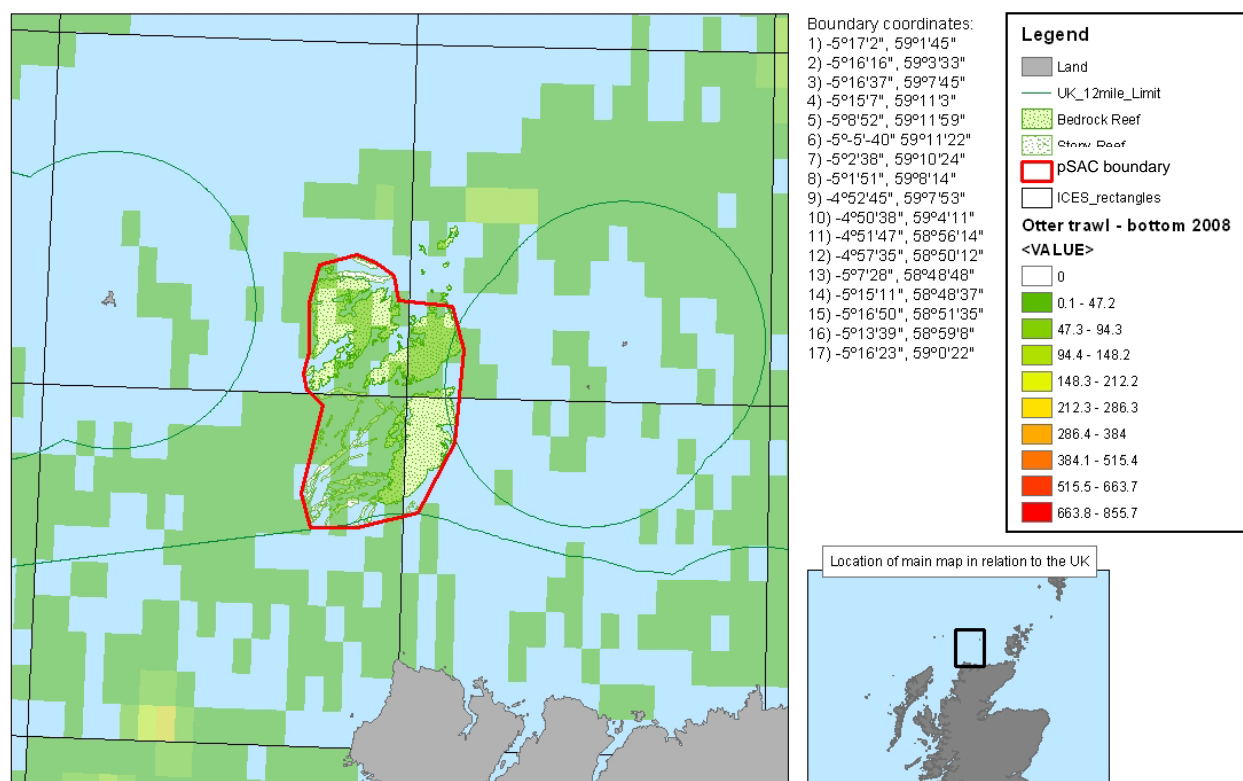 Boundary coordinates:
1) -5°17'2", 59°1'45"
2) -5°16'16", 59°3'33"
3) -5°16'37", 59°7'45"
4) -5°15'7", 59°11'3"
5) -5°8'52", 59°11'59"
6) -5°-5'-40" 59°11'22"
7) -5°2'38", 59°10'24"
8) -5°1'51", 59°8'14"
9) -4°52'45", 59°7'53"
10) -4°50'38", 59°4'11"
11) -4°51'47", 58°56'14"
12) -4°57'35", 58°50'12"
13) -5°7'28", 58°48'48"
14) -5°15'11", 58°48'37"
15) -5°16'50", 58°51'35"
16) -5°13'39", 58°59'8"
17) -5°16'23", 59°0'22"
Legend
Land
UK_12mile_Limit
Bedrock Reef
Stony Reef
pSAC boundary
ICES_rectangles
Otter trawl - bottom 2008
<VALUE>
0
0.1 - 47.2
47.3 - 94.3
94.4 - 148.2
148.3 - 212.2
212.3 - 286.3
286.4 - 384
384.1 - 515.4
515.5 - 663.7
663.8 - 855.7
Location of main map in relation to the UK